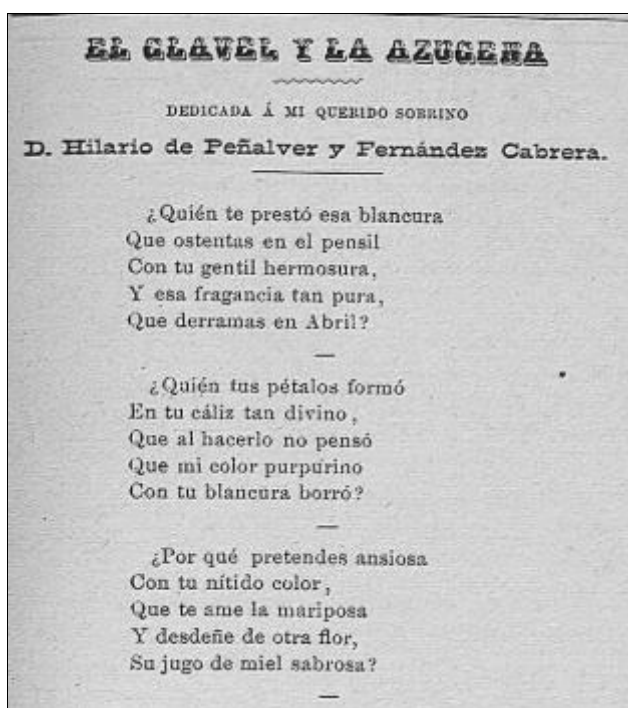 EL CLAVEL Y LA AZUCENA
DEDICADA Á MI QUERIDO SOBRINO
D. Hilario de Peñalver y Fernández Cabrera.
¿Quién te prestó esa blancura
Que ostentas en el pensil
Con tu gentil hermosura,
Y esa fragancia tan pura,
Que derramas en Abril?
—
¿Quién tus pétalos formó
En tu cáliz tan divino,
Que al hacerlo no pensó
Que mi color purpurino
Con tu blancura borró?
—
¿Por qué pretendes ansiosa
Con tu nítido color,
Que te ame la mariposa
Y desdeñe de otra flor,
Su jugo de miel sabrosa?
—